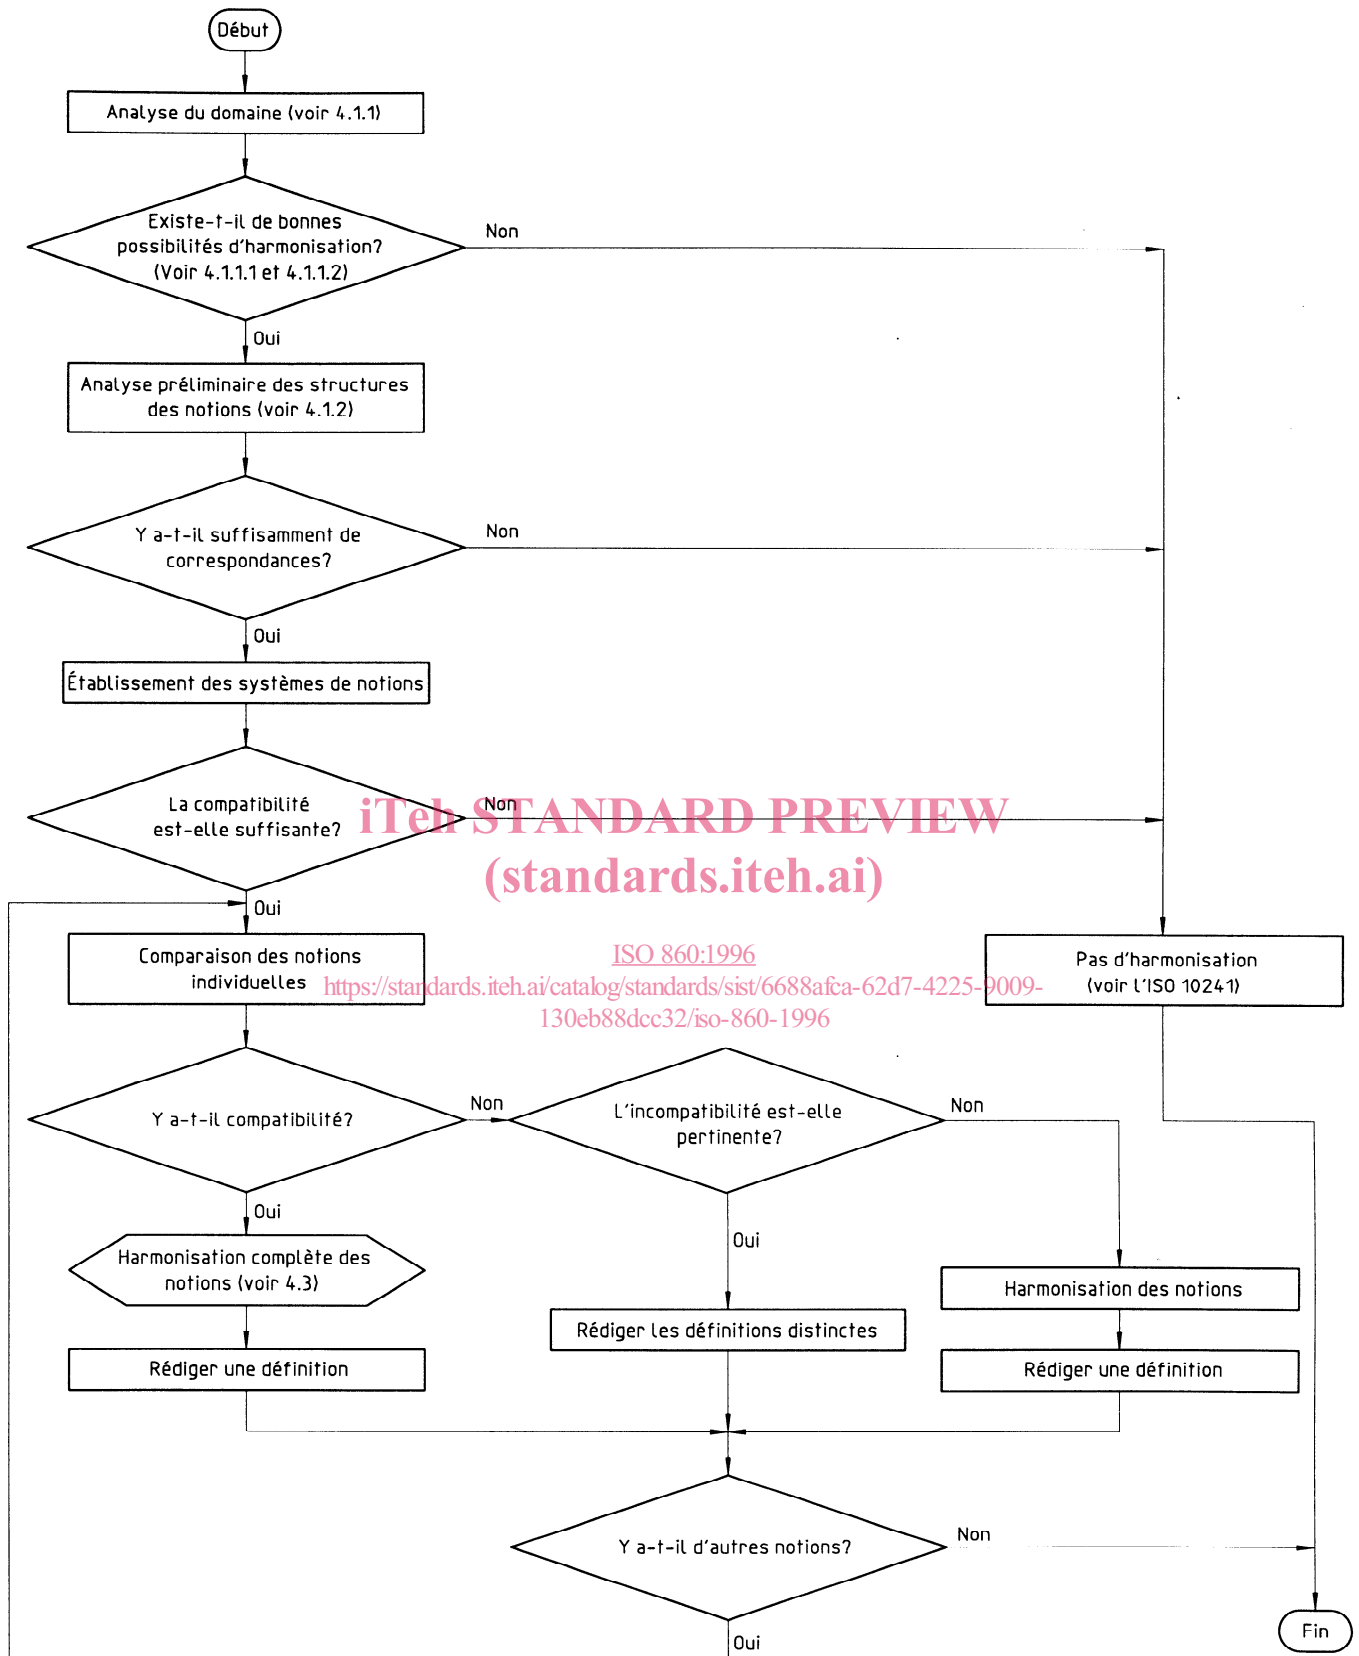 Début
Analyse du domaine (voir 4.1.1)
Existe-t-il de bonnes
possibilités d'harmonisation?
(Voir 4.1.1.1 et 4.1.1.2)
Non
Oui
Analyse préliminaire des structures
des notions (voir 4.1.2)
Y a-t-il suffisamment de
correspondances?
Non
Oui
Établissement des systèmes de notions
La compatibilité
est-elle suffisante?
Non
iTeh STANDARD PREVIEW
(standards.iteh.ai)
Oui
Comparaison des notions
individuelles
ISO 860:1996
https://standards.iteh.ai/catalog/standards/sist/6688afca-62d7-4225-9009-
130eb88dcc32/iso-860-1996
Pas d'harmonisation
(voir l'ISO 10241)
Y a-t-il compatibilité?
Non
L'incompatibilité est-elle
pertinente?
Non
Oui
Oui
Harmonisation complète des
notions (voir 4.3)
Harmonisation des notions
Rédiger les définitions distinctes
Rédiger une définition
Rédiger une définition
Y a-t-il d'autres notions?
Non
Oui
Fin